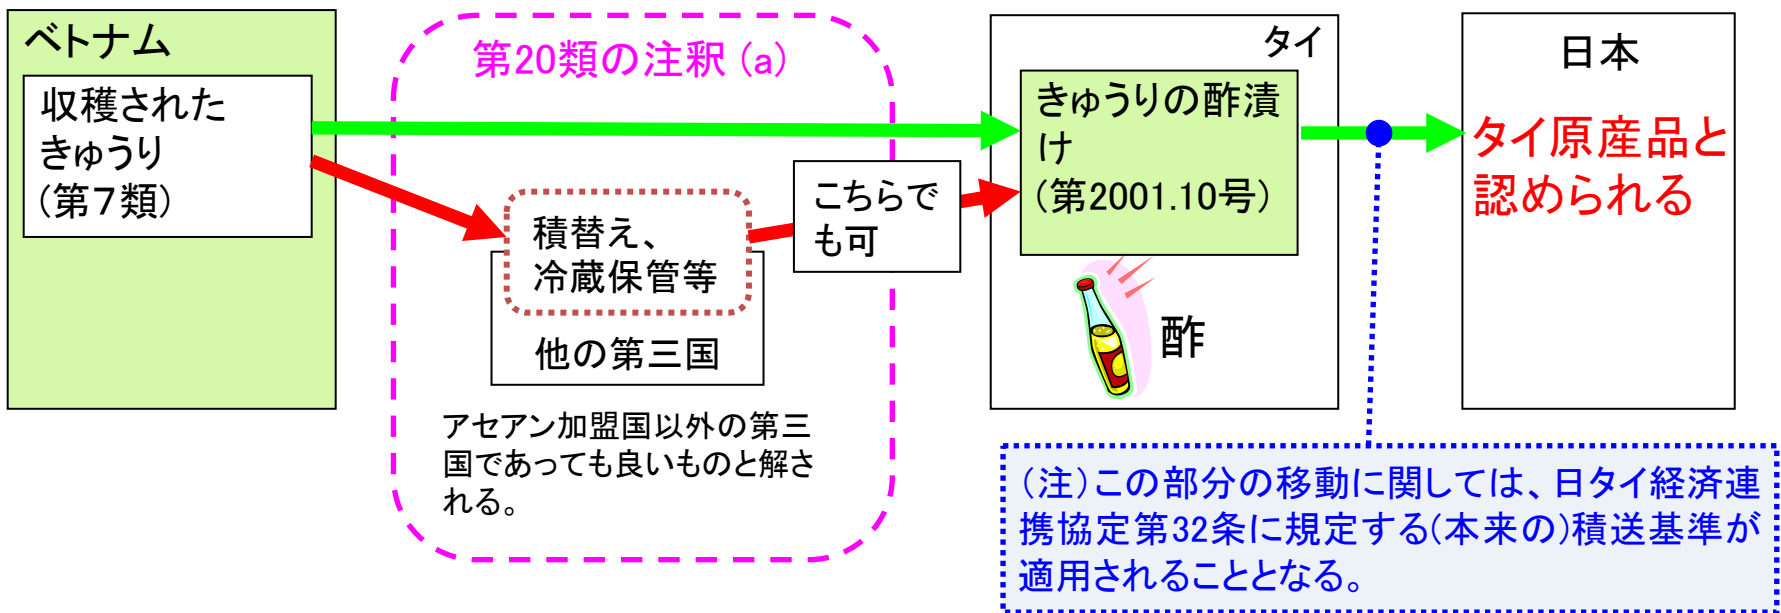 ベトナム
収穫された
きゅうり
(第７類)
第20類の注釈 (a)
積替え、
冷蔵保管等
他の第三国
アセアン加盟国以外の第三
国であっても良いものと解さ
れる。
こちらで
も可
タイ
きゅうりの酢漬
け
(第2001.10号)
酢
日本
タイ原産品と
認められる
(注)この部分の移動に関しては、日タイ経済連
携協定第32条に規定する(本来の)積送基準が
適用されることとなる。